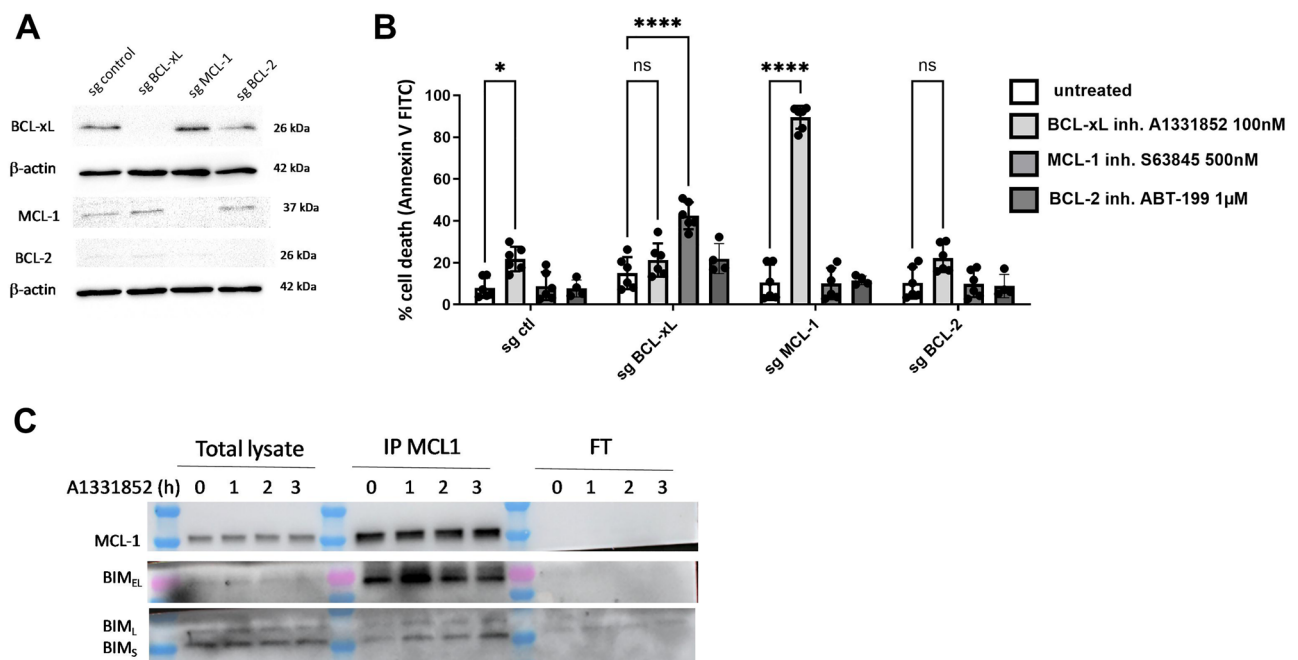 A
sg control
sg BCL-xL
sg MCL-1
sg BCL-2
BCL-xL
26 kDa
β-actin
42 kDa
MCL-1
37 kDa
BCL-2
26 kDa
β-actin
42 kDa
B
% cell death (Annexin V FITC)
100
80
60
40
20
0
*
ns
****
****
ns
sg ctl
sg BCL-xL
sg MCL-1
sg BCL-2
untreated
BCL-xL inh. A1331852 100nM
MCL-1 inh. S63845 500nM
BCL-2 inh. ABT-199 1µM
C
Total lysate IP MCL1 FT
A1331852 (h) 0 1 2 3 0 1 2 3 0 1 2 3
MCL-1
BIMEL
BIML
BIMS